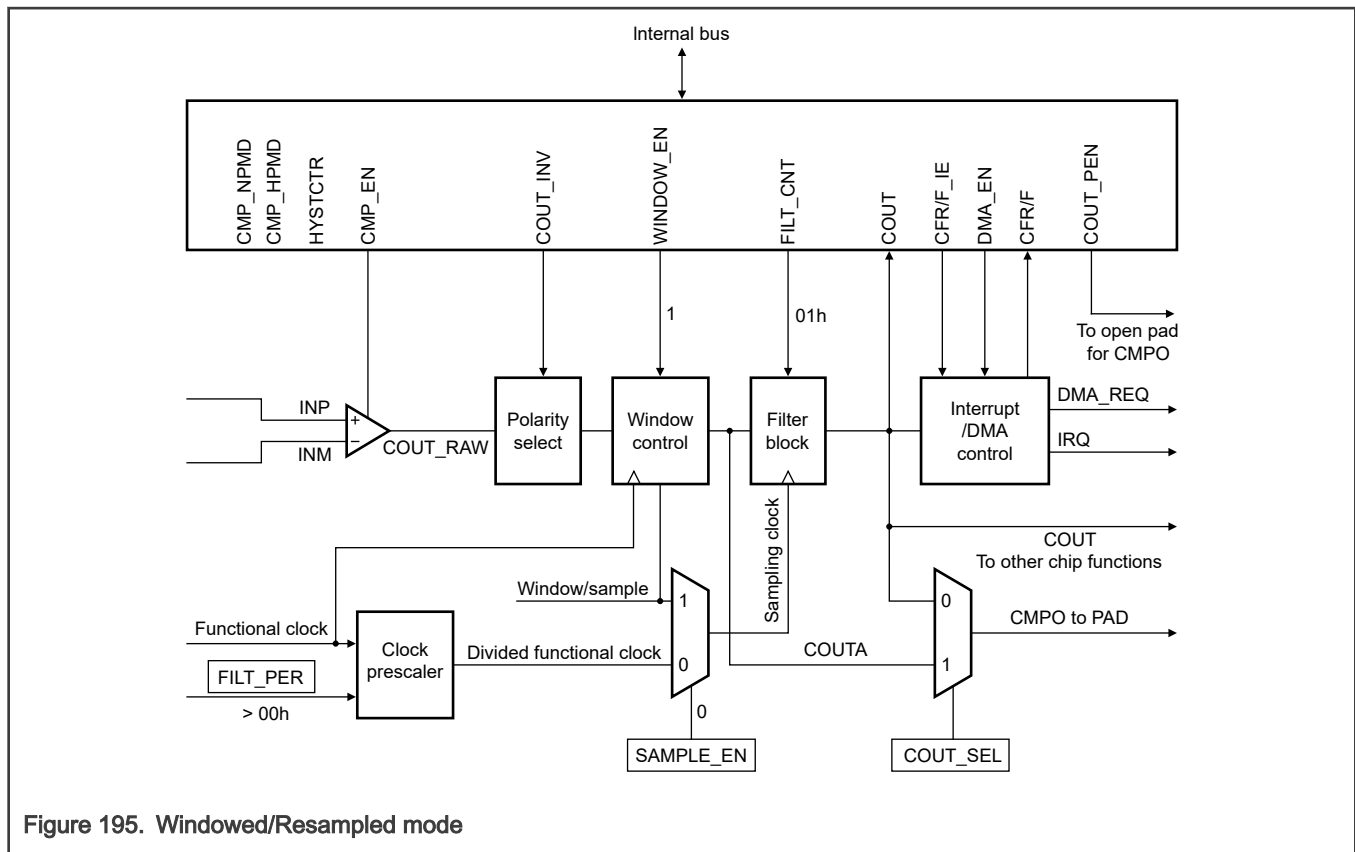 Internal bus
CMP_NPMD
CMP_HPMD
HYSTCTR
CMP_EN
COUT_INV
WINDOW_EN
FILT_CNT
COUT
CFR/F_IE
DMA_EN
CFR/F
COUT_PEN
1
01h
To open pad
for CMPO
INP
+
INM
−
COUT_RAW
Polarity
select
Window
control
Filter
block
Interrupt
/DMA
control
DMA_REQ
IRQ
Sampling clock
COUT
To other chip functions
Window/sample
1
0
CMPO to PAD
Functional clock
Clock
prescaler
Divided functional clock
0
COUTA
1
FILT_PER
> 00h
0
SAMPLE_EN
COUT_SEL
Figure 195. Windowed/Resampled mode